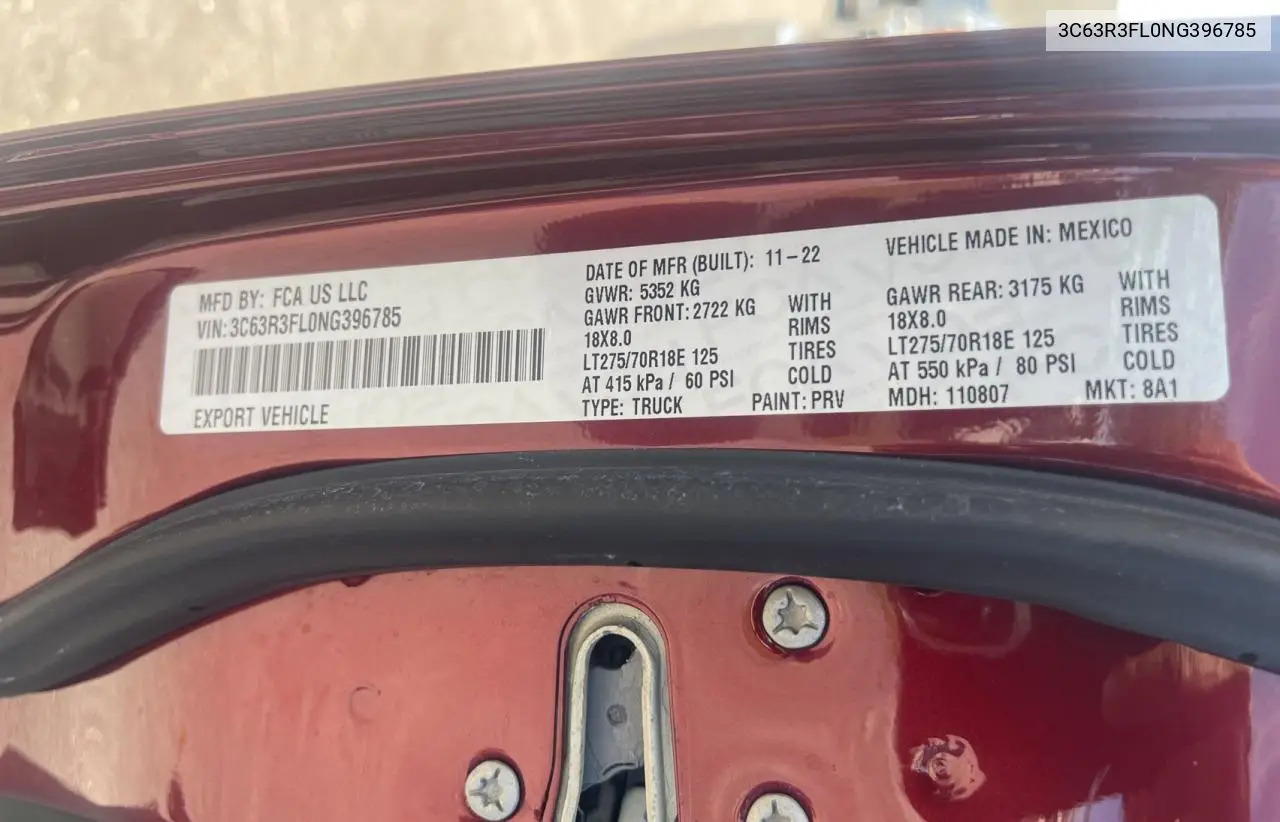 3C63R3FL0NG396785
MFD BY: FCA US LLC
VIN: 3C63R3FL0NG396785
EXPORT VEHICLE
DATE OF MFR (BUILT): 11-22
GVWR: 5352 KG
GAWR FRONT: 2722 KG WITH
18X8.0 RIMS
LT275/70R18E 125 TIRES
AT 415 kPa / 60 PSI COLD
TYPE: TRUCK PAINT: PRV
VEHICLE MADE IN: MEXICO
GAWR REAR: 3175 KG WITH
18X8.0 RIMS
LT275/70R18E 125 TIRES
AT 550 kPa / 80 PSI COLD
MDH: 110807 MKT: 8A1